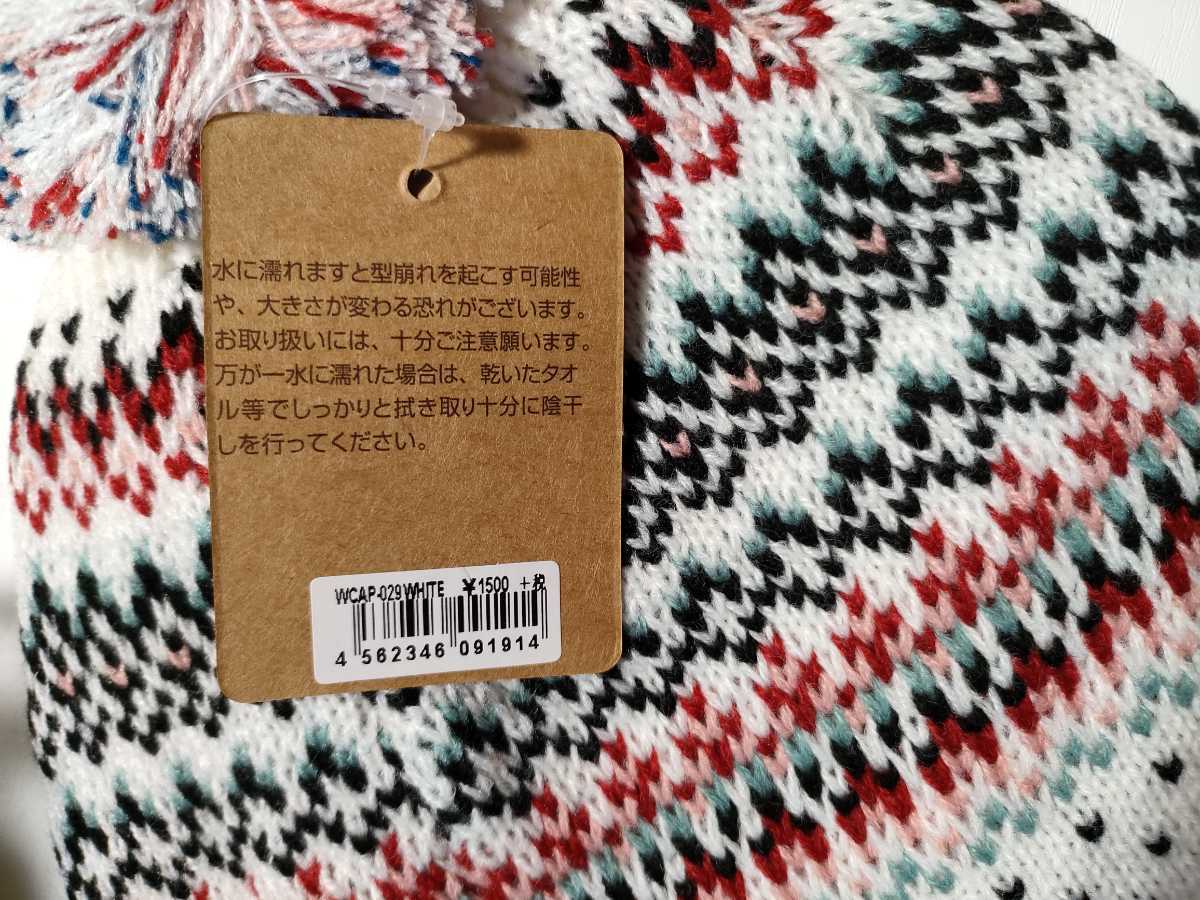 水に濡れますと型崩れを起こす可能性
や、大きさが変わる恐れがございます。
お取り扱いには、十分ご注意願います。
万が一水に濡れた場合は、乾いたタオ
ル等でしっかりと拭き取り十分に陰干
しを行ってください。
WCAP-029WHITE ¥1500 +税
4 562346 091914